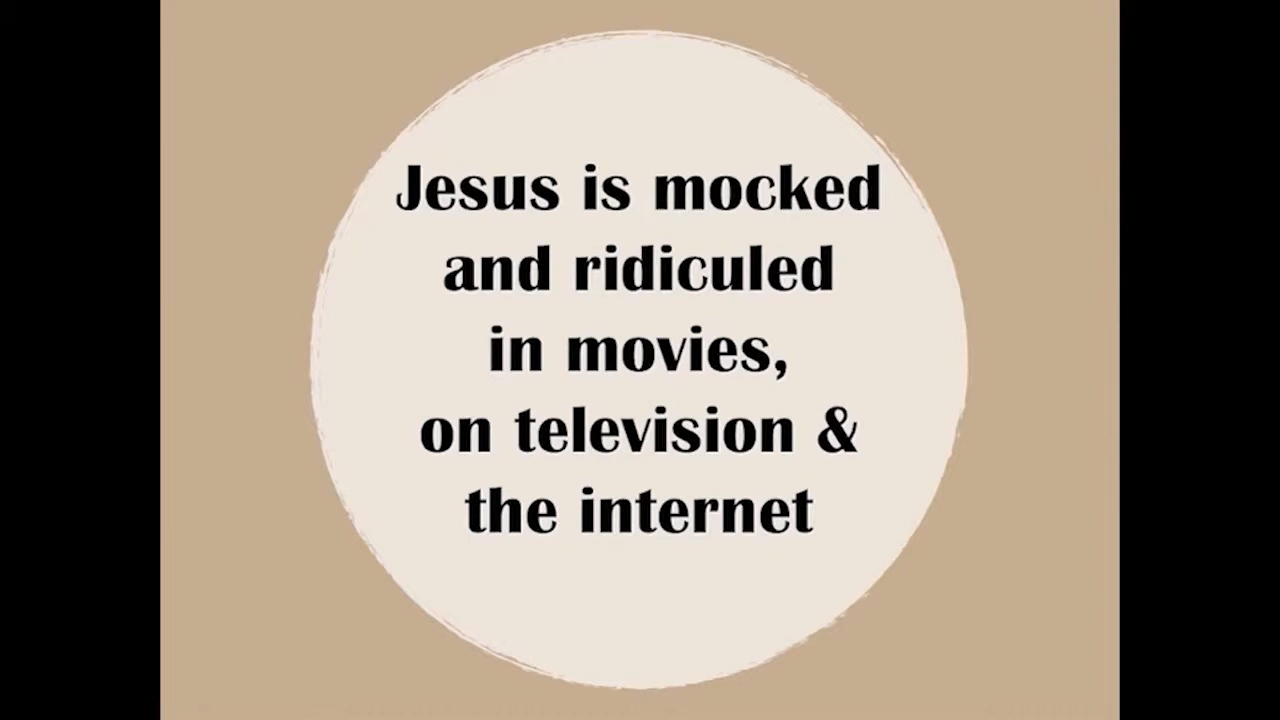 Jesus is mocked
and ridiculed
in movies,
on television &
the internet